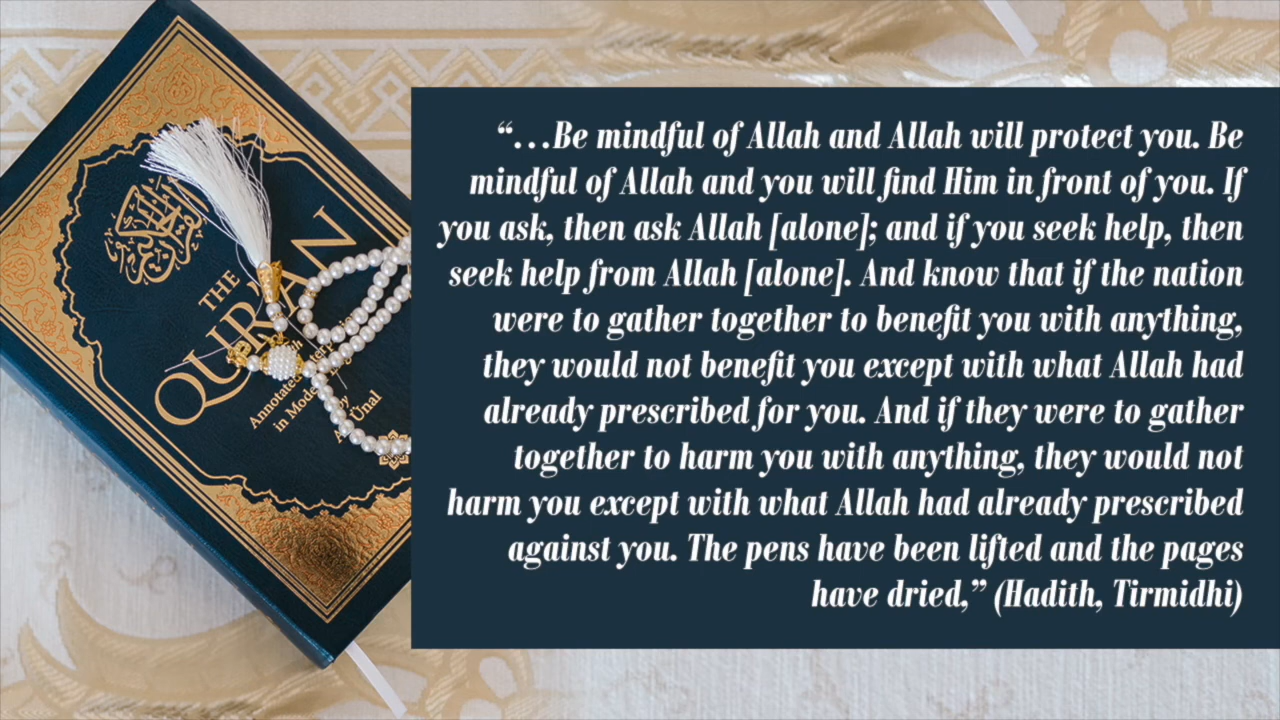 THE
QUR'AN
Annotated
in Mode
by
Ünal
“…Be mindful of Allah and Allah will protect you. Be
mindful of Allah and you will find Him in front of you. If
you ask, then ask Allah [alone]; and if you seek help, then
seek help from Allah [alone]. And know that if the nation
were to gather together to benefit you with anything,
they would not benefit you except with what Allah had
already prescribed for you. And if they were to gather
together to harm you with anything, they would not
harm you except with what Allah had already prescribed
against you. The pens have been lifted and the pages
have dried,” (Hadith, Tirmidhi)